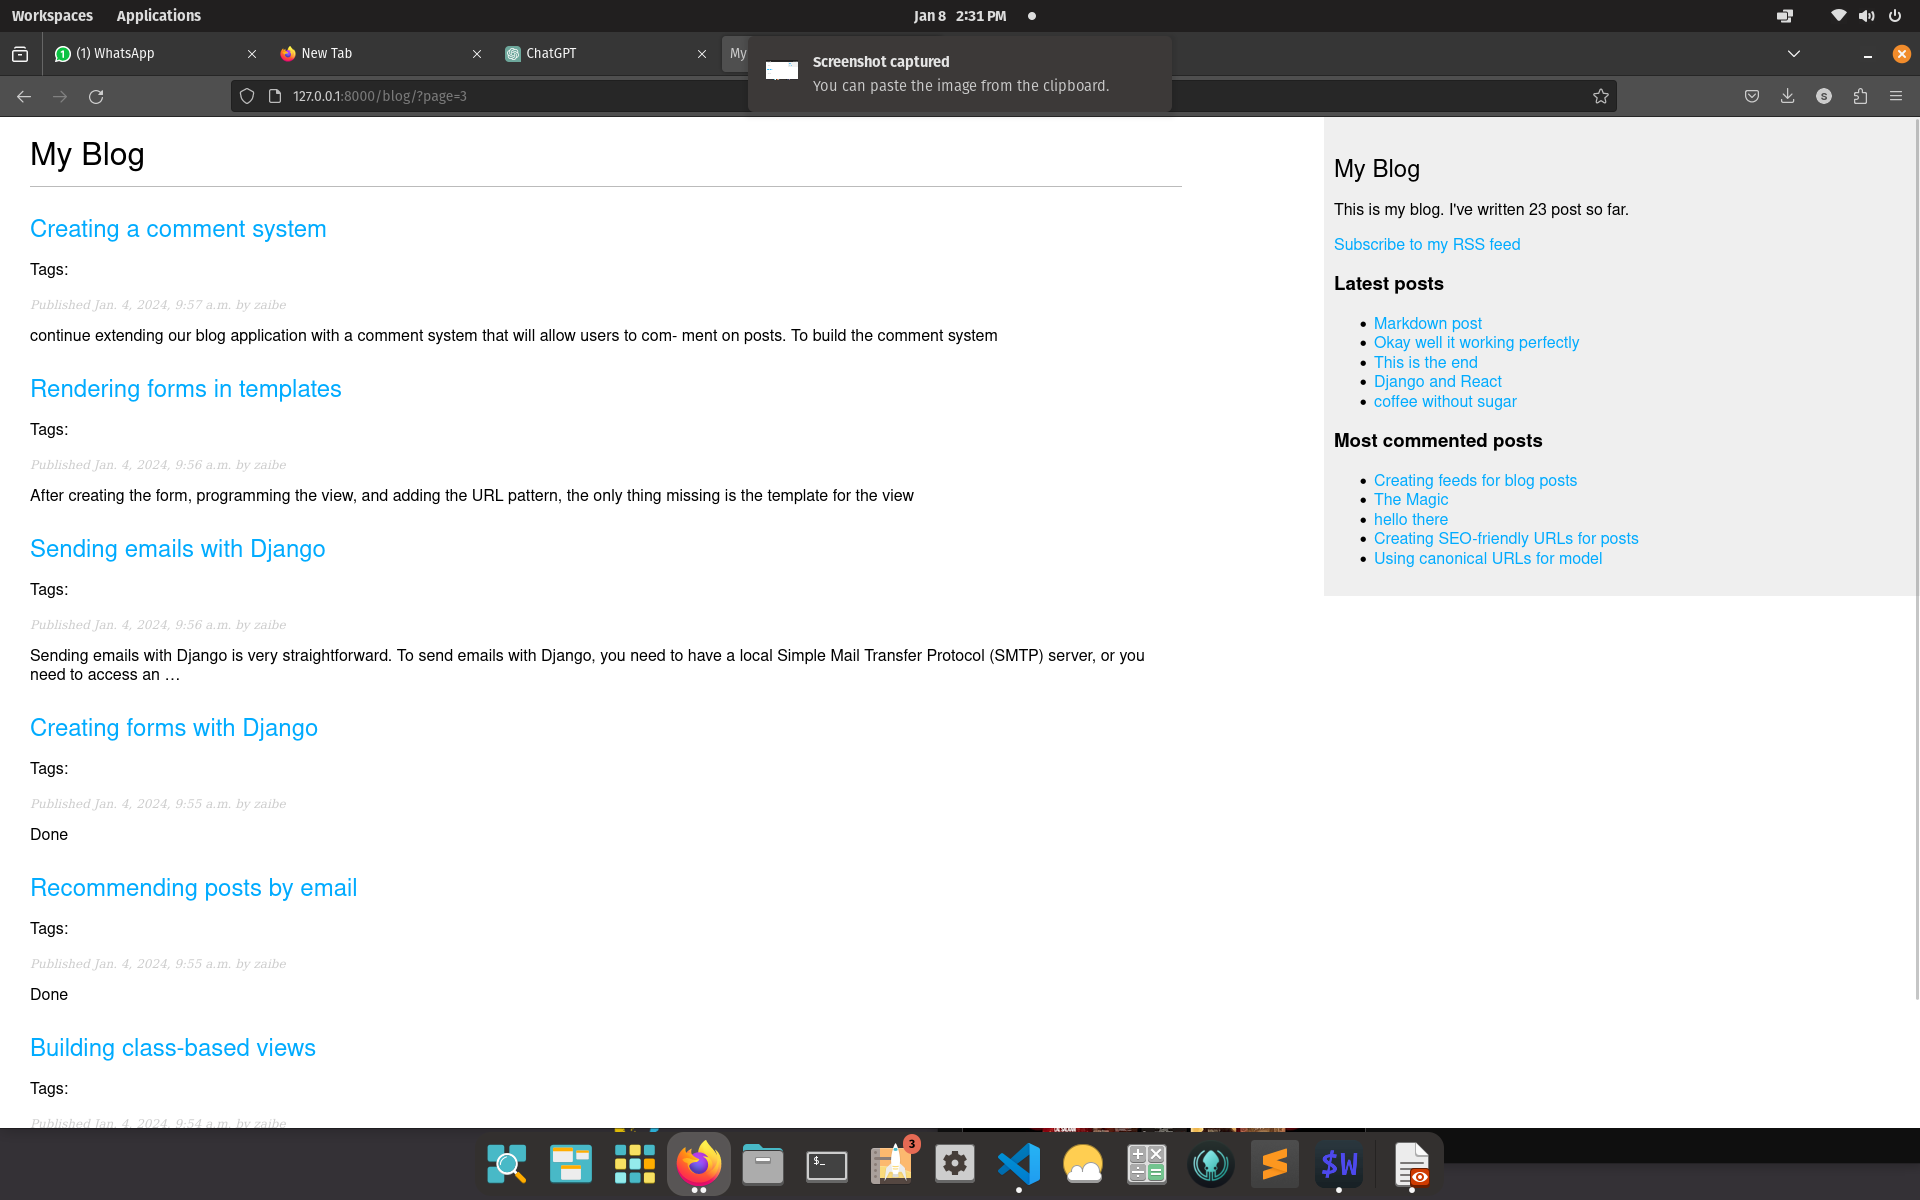 Workspaces Applications Jan 8 2:31 PM
(1) WhatsApp New Tab ChatGPT My
Screenshot captured
You can paste the image from the clipboard.
127.0.0.1:8000/blog/?page=3
S
My Blog
Creating a comment system
Tags:
Published Jan. 4, 2024, 9:57 a.m. by zaibe
continue extending our blog application with a comment system that will allow users to com- ment on posts. To build the comment system
Rendering forms in templates
Tags:
Published Jan. 4, 2024, 9:56 a.m. by zaibe
After creating the form, programming the view, and adding the URL pattern, the only thing missing is the template for the view
Sending emails with Django
Tags:
Published Jan. 4, 2024, 9:56 a.m. by zaibe
Sending emails with Django is very straightforward. To send emails with Django, you need to have a local Simple Mail Transfer Protocol (SMTP) server, or you
need to access an …
Creating forms with Django
Tags:
Published Jan. 4, 2024, 9:55 a.m. by zaibe
Done
Recommending posts by email
Tags:
Published Jan. 4, 2024, 9:55 a.m. by zaibe
Done
Building class-based views
Tags:
Published Jan. 4, 2024, 9:54 a.m. by zaibe
My Blog
This is my blog. I've written 23 post so far.
Subscribe to my RSS feed
Latest posts
Markdown post
Okay well it working perfectly
This is the end
Django and React
coffee without sugar
Most commented posts
Creating feeds for blog posts
The Magic
hello there
Creating SEO-friendly URLs for posts
Using canonical URLs for model
$_
3
$W